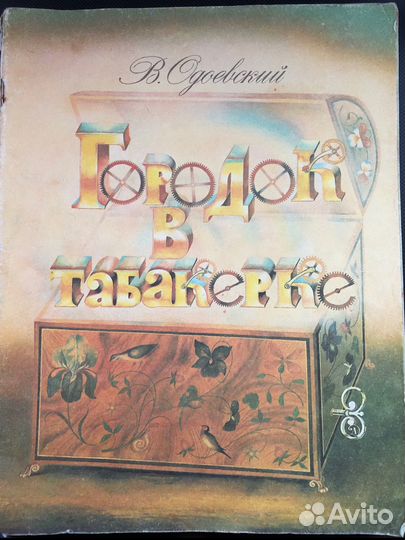 В. Одоевский
Городок
в
табакерке
Avito